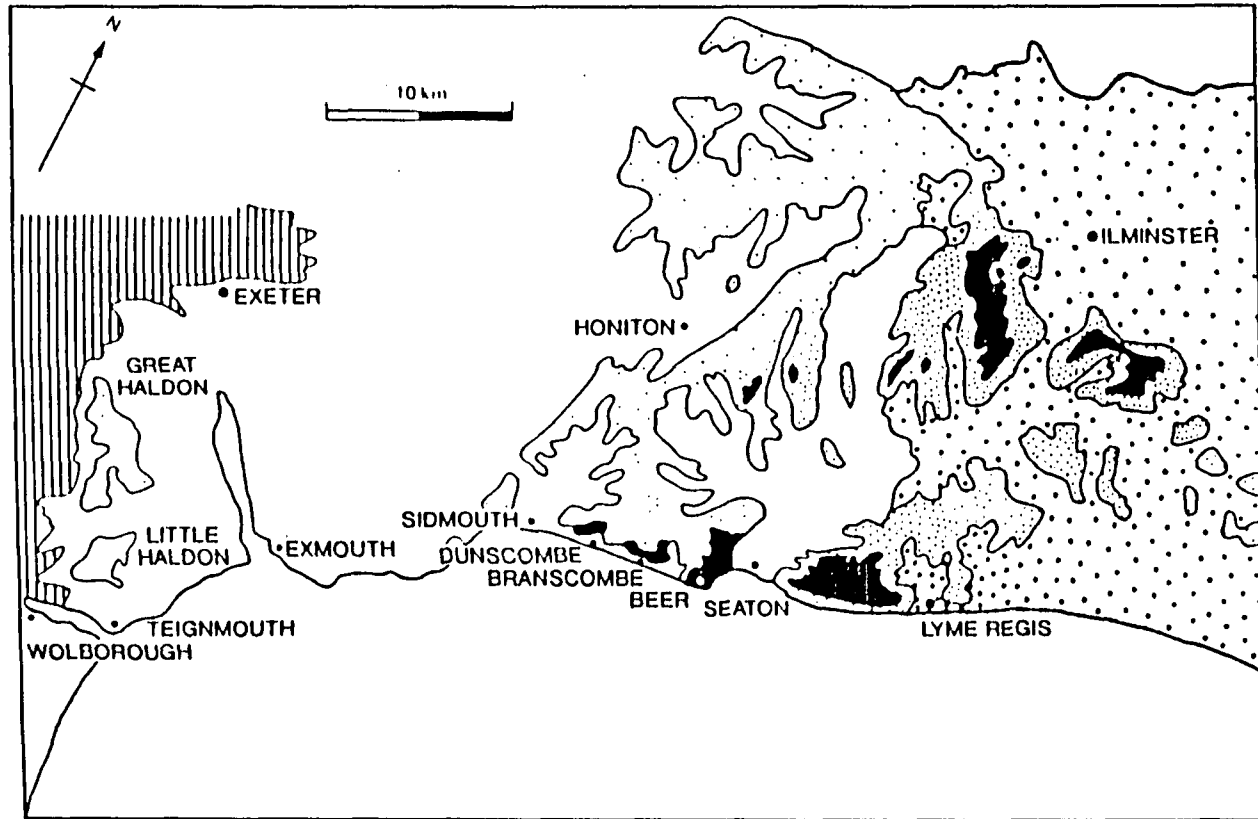 N
10 km
ILMINSTER
EXETER
HONITON
GREAT
HALDON
SIDMOUTH
LITTLE
HALDON
EXMOUTH
DUNSCOMBE
BRANSCOMBE
BEER
SEATON
TEIGNMOUTH
LYME REGIS
WOLBOROUGH